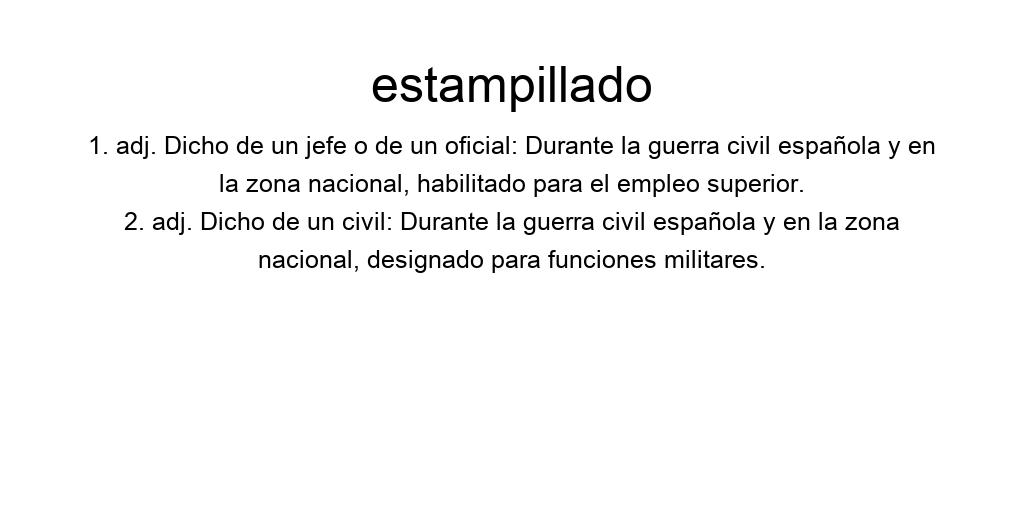 estampillado
1. adj. Dicho de un jefe o de un oficial: Durante la guerra civil española y en
la zona nacional, habilitado para el empleo superior.
2. adj. Dicho de un civil: Durante la guerra civil española y en la zona
nacional, designado para funciones militares.